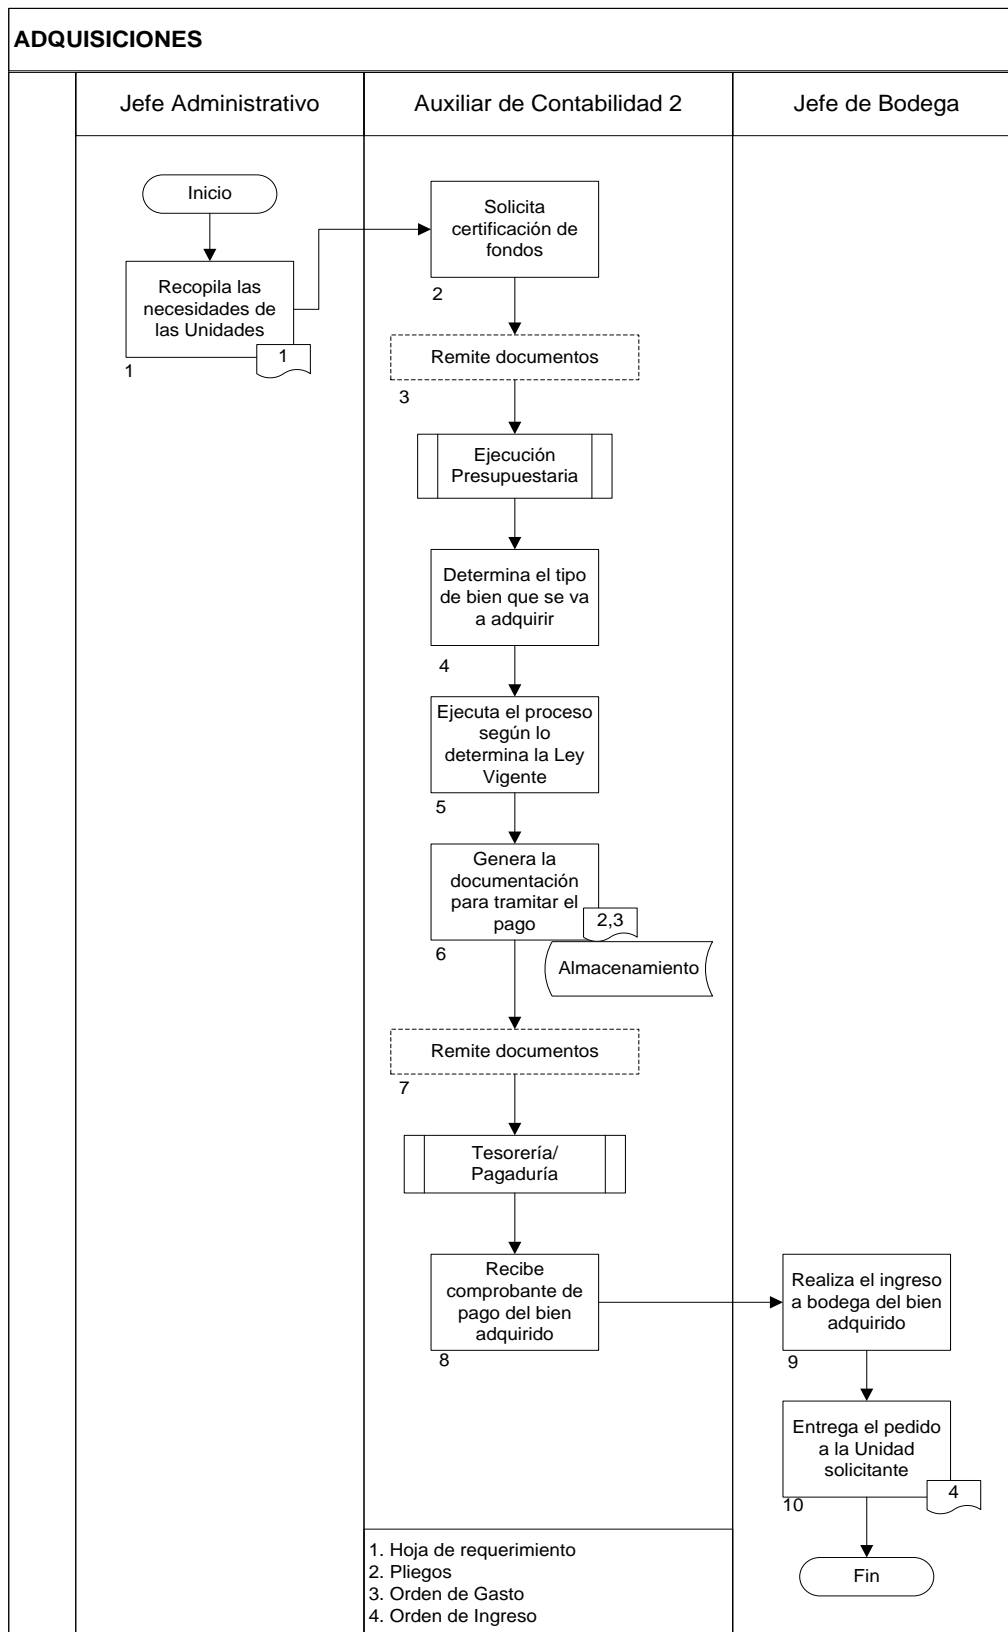 ADQUISICIONES
Jefe Administrativo
Auxiliar de Contabilidad 2
Jefe de Bodega
Inicio
Recopila las
necesidades de
las Unidades
1
1
Solicita
certificación de
fondos
2
Remite documentos
3
Ejecución
Presupuestaria
Determina el tipo
de bien que se va
a adquirir
4
Ejecuta el proceso
según lo
determina la Ley
Vigente
5
Genera la
documentación
para tramitar el
pago
2,3
6
Almacenamiento
Remite documentos
7
Tesorería/
Pagaduría
Recibe
comprobante de
pago del bien
adquirido
8
Realiza el ingreso
a bodega del bien
adquirido
9
Entrega el pedido
a la Unidad
solicitante
4
10
Fin
1. Hoja de requerimiento
2. Pliegos
3. Orden de Gasto
4. Orden de Ingreso